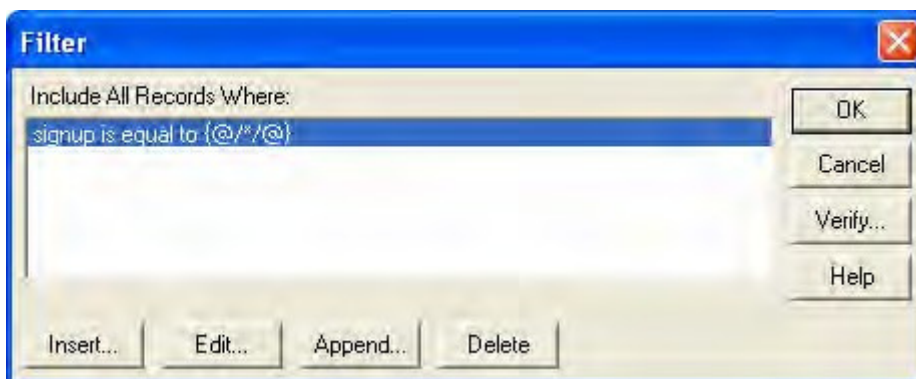 Filter
Include All Records Where:
signup is equal to {@/*/@}
OK
Cancel
Verify...
Help
Insert...
Edit...
Append...
Delete